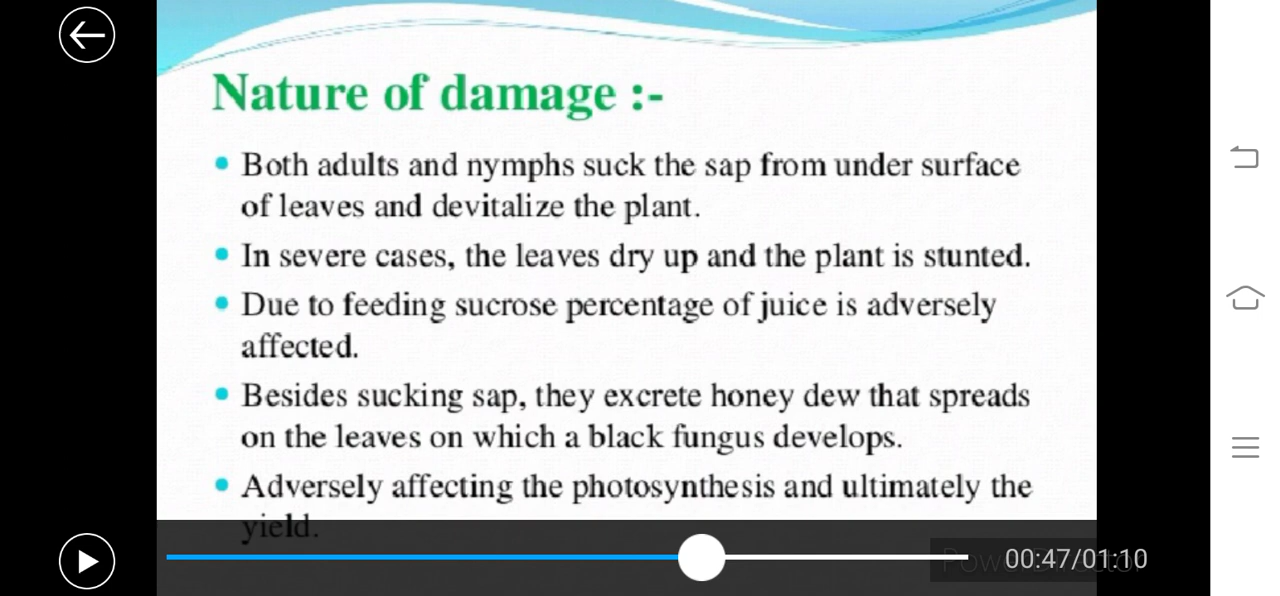 Nature of damage :-
• Both adults and nymphs suck the sap from under surface
of leaves and devitalize the plant.
• In severe cases, the leaves dry up and the plant is stunted.
• Due to feeding sucrose percentage of juice is adversely
affected.
• Besides sucking sap, they excrete honey dew that spreads
on the leaves on which a black fungus develops.
• Adversely affecting the photosynthesis and ultimately the
yield.
00:47/01:10